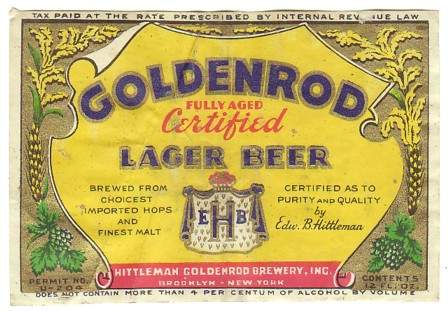 TAX PAID AT THE RATE PRESCRIBED BY INTERNAL REVENUE LAW
GOLDENROD
FULLY AGED
Certified
LAGER BEER
BREWED FROM
CHOICEST
IMPORTED HOPS
AND
FINEST MALT
EHB
CERTIFIED AS TO
PURITY AND QUALITY
by
Edw. B. Hittleman
HITTLEMAN GOLDENROD BREWERY, INC.
BROOKLYN - NEW YORK
PERMIT NO.
U-204
CONTENTS
12 FL. OZ.
DOES NOT CONTAIN MORE THAN 4 PER CENTUM OF ALCOHOL BY VOLUME